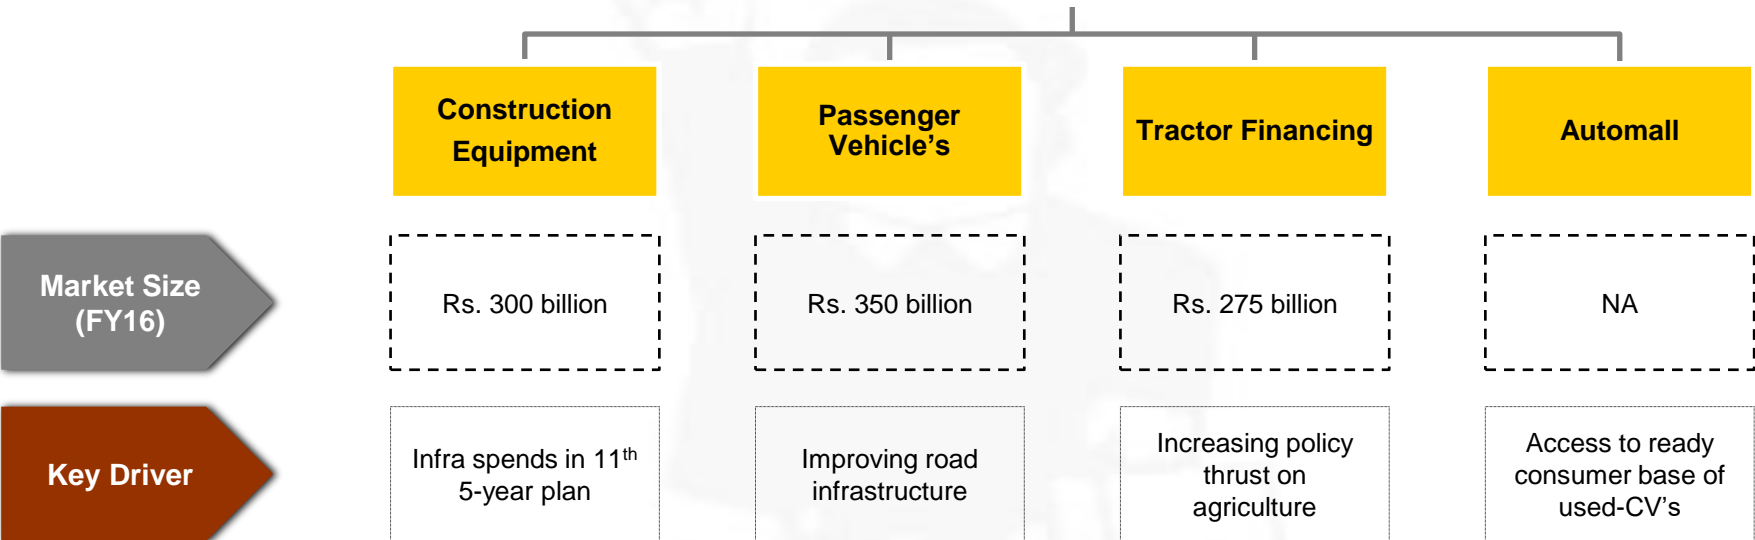 Construction
Equipment
Passenger
Vehicle’s
Tractor Financing
Automall
Market Size
(FY16)
Rs. 300 billion
Rs. 350 billion
Rs. 275 billion
NA
Key Driver
Infra spends in 11th
5-year plan
Improving road
infrastructure
Increasing policy
thrust on
agriculture
Access to ready
consumer base of
used-CV’s